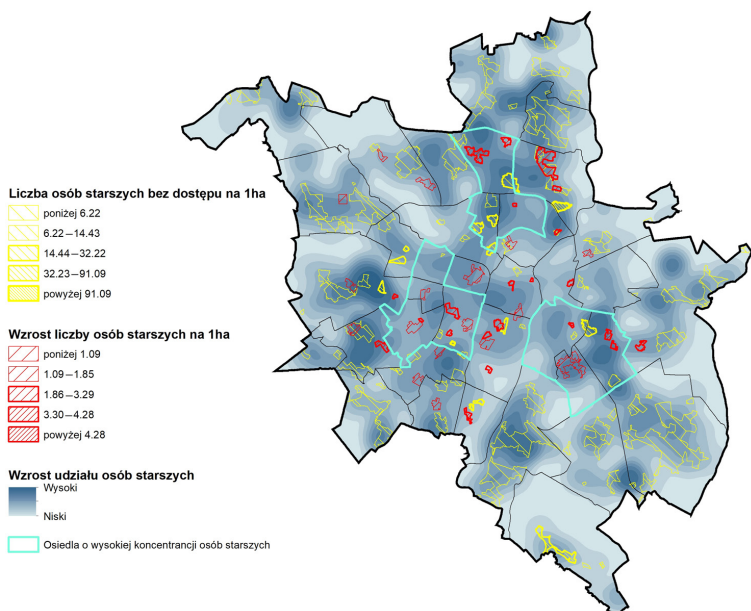 Liczba osób starszych bez dostępu na 1ha
poniżej 6.22
6.22—14.43
14.44—32.22
32.23—91.09
powyżej 91.09
Wzrost liczby osób starszych na 1ha
poniżej 1.09
1.09—1.85
1.86—3.29
3.30—4.28
powyżej 4.28
Wzrost udziału osób starszych
Wysoki
Niski
Osiedla o wysokiej koncentrancji osób starszych